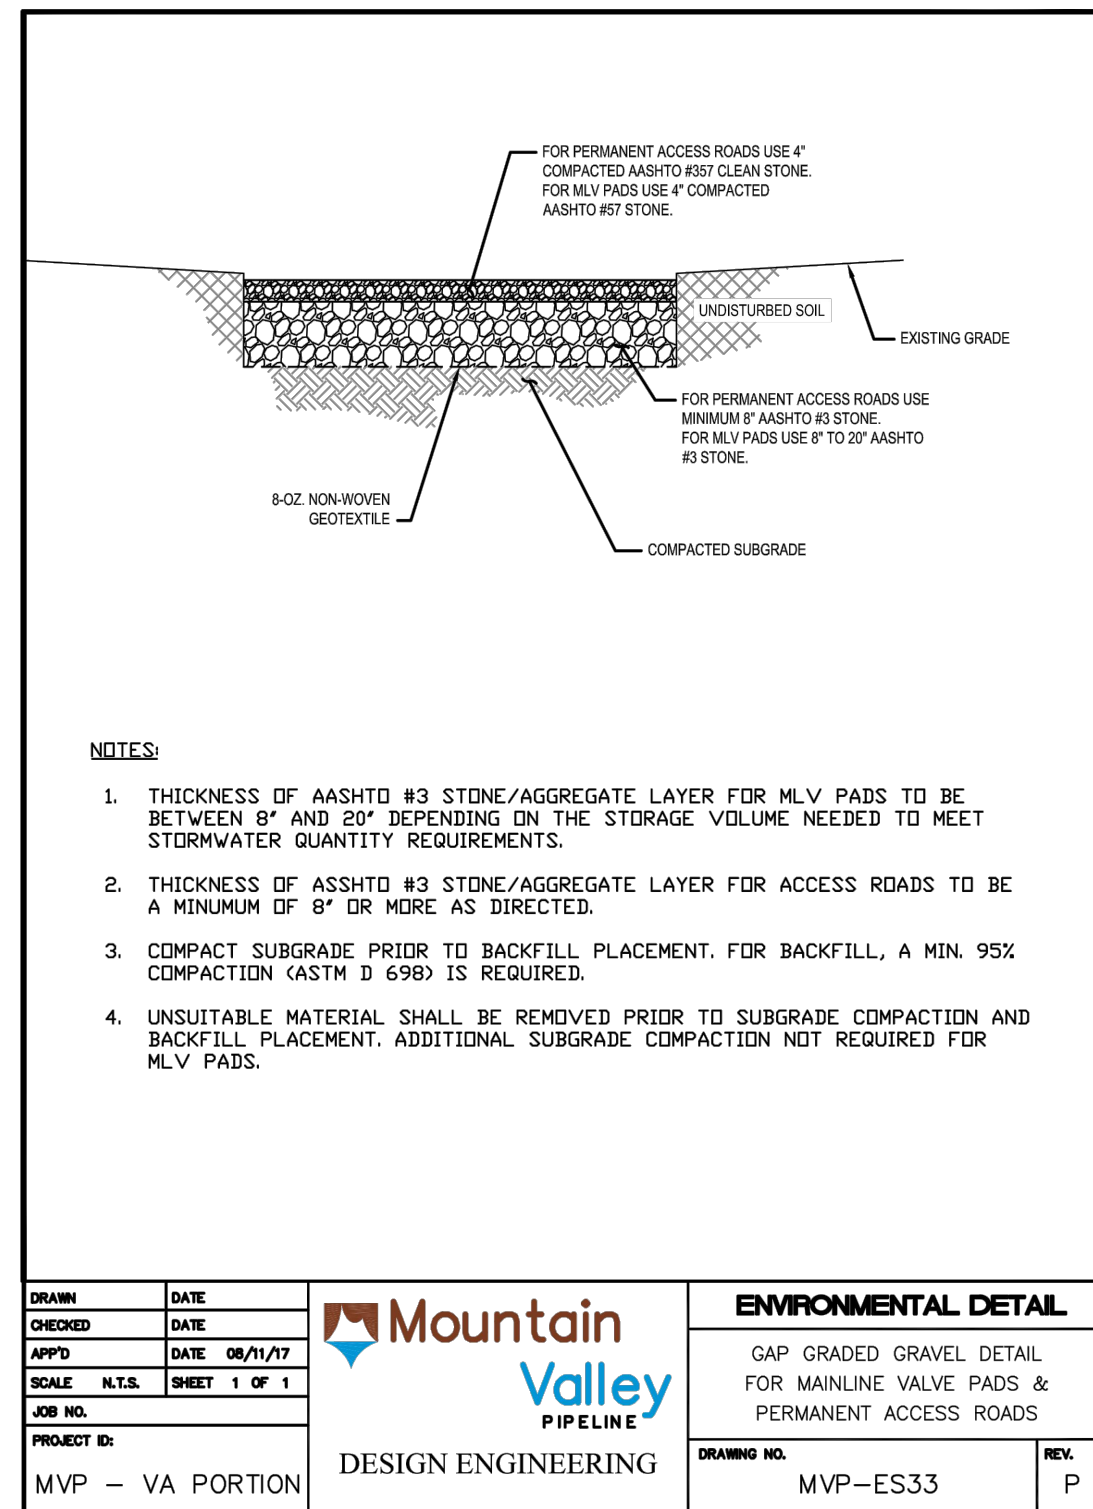 FOR PERMANENT ACCESS ROADS USE 4"
COMPACTED AASHTO #357 CLEAN STONE.
FOR MLV PADS USE 4" COMPACTED
AASHTO #57 STONE.
UNDISTURBED SOIL
EXISTING GRADE
FOR PERMANENT ACCESS ROADS USE
MINIMUM 8" AASHTO #3 STONE.
FOR MLV PADS USE 8" TO 20" AASHTO
#3 STONE.
8-OZ. NON-WOVEN
GEOTEXTILE
COMPACTED SUBGRADE
NOTES:
1. THICKNESS OF AASHTO #3 STONE/AGGREGATE LAYER FOR MLV PADS TO BE
BETWEEN 8" AND 20" DEPENDING ON THE STORAGE VOLUME NEEDED TO MEET
STORMWATER QUANTITY REQUIREMENTS.
2. THICKNESS OF ASSHTO #3 STONE/AGGREGATE LAYER FOR ACCESS ROADS TO BE
A MINUMUM OF 8" OR MORE AS DIRECTED.
3. COMPACT SUBGRADE PRIOR TO BACKFILL PLACEMENT. FOR BACKFILL, A MIN. 95%
COMPACTION (ASTM D 698) IS REQUIRED.
4. UNSUITABLE MATERIAL SHALL BE REMOVED PRIOR TO SUBGRADE COMPACTION AND
BACKFILL PLACEMENT. ADDITIONAL SUBGRADE COMPACTION NOT REQUIRED FOR
MLV PADS.
DRAWN DATE
CHECKED DATE
APP'D DATE 08/11/17
SCALE N.T.S. SHEET 1 OF 1
JOB NO.
PROJECT ID:
MVP - VA PORTION
Mountain
Valley
PIPELINE
DESIGN ENGINEERING
ENVIRONMENTAL DETAIL
GAP GRADED GRAVEL DETAIL
FOR MAINLINE VALVE PADS &
PERMANENT ACCESS ROADS
DRAWING NO.
MVP-ES33
REV.
P